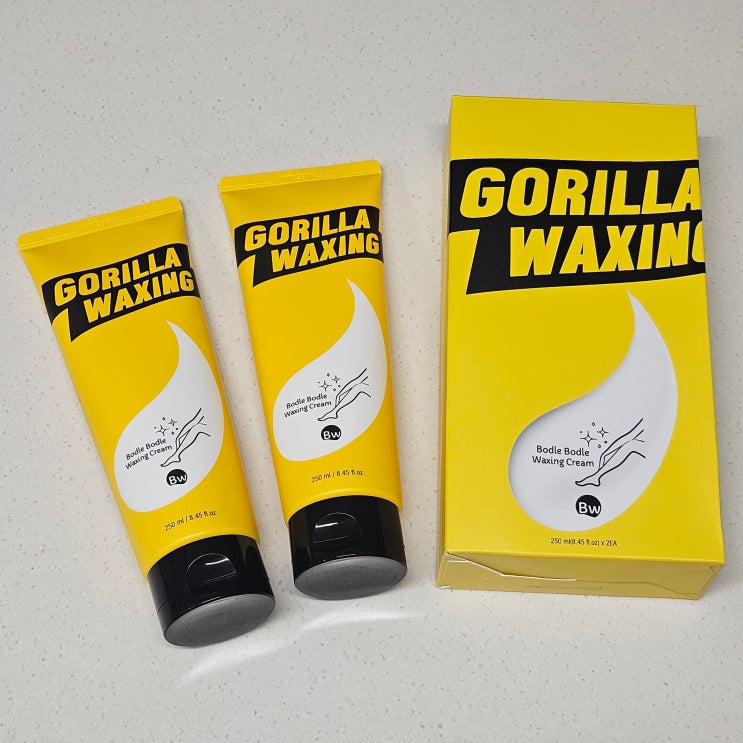 GORILLA
WAXING
Bodle Bodle
Waxing Cream
Bw
250 ml / 8.45 fl.oz
GORILLA
WAXING
Bodle Bodle
Waxing Cream
Bw
250 ml / 8.45 fl.oz
GORILLA
WAXING
Bodle Bodle
Waxing Cream
Bw
250 ml(8.45 fl.oz) x 2EA